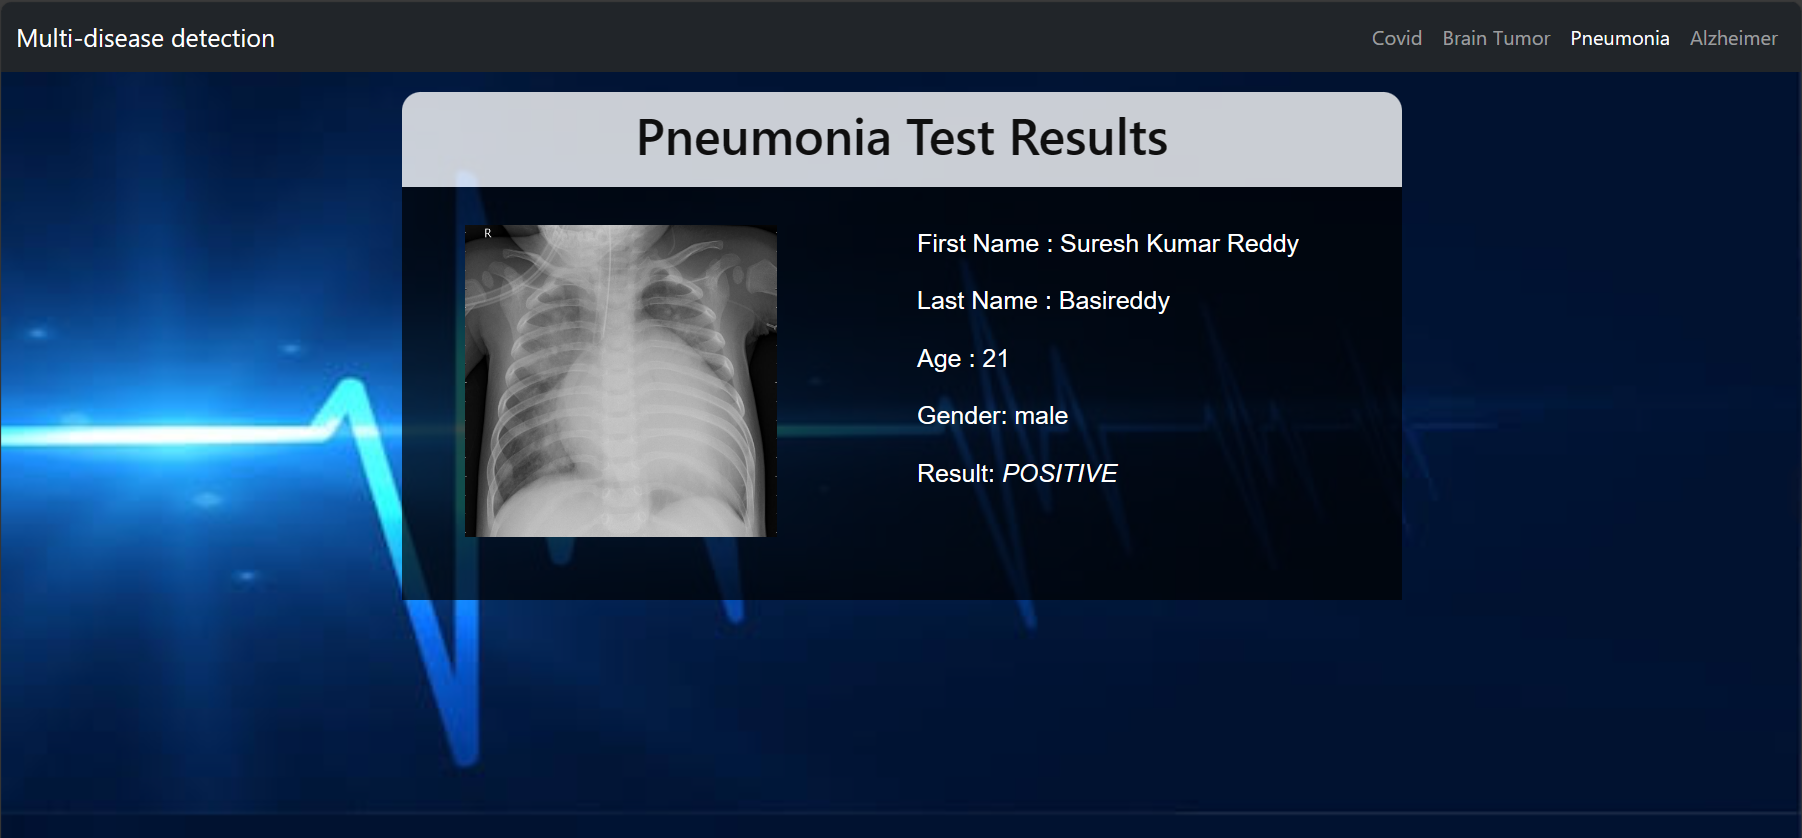 Multi-disease detection
Covid Brain Tumor Pneumonia Alzheimer
Pneumonia Test Results
R
First Name : Suresh Kumar Reddy
Last Name : Basireddy
Age : 21
Gender: male
Result: POSITIVE